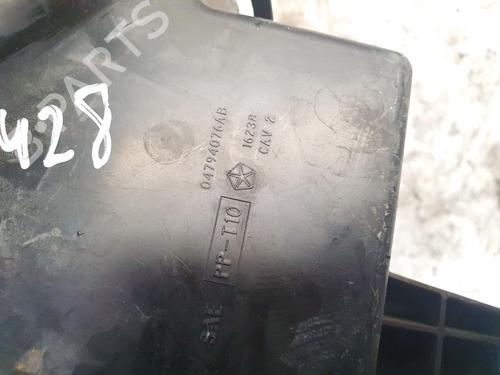 04794076AB
16238
CAV 2
SAE PP-T10
428
B-PARTS